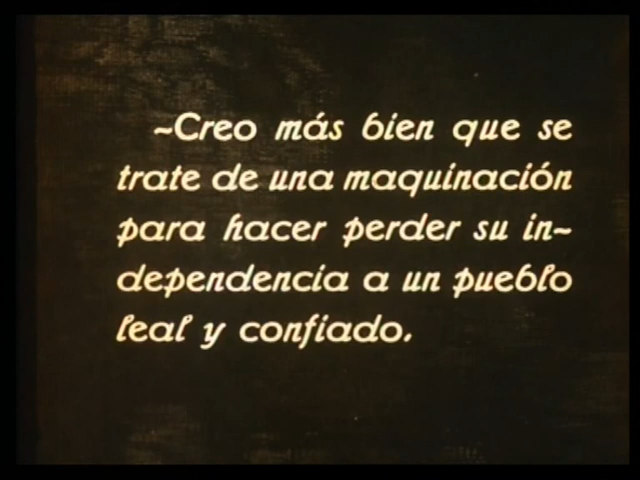 ~Creo más bien que se
trate de una maquinación
para hacer perder su in~
dependencia a un pueblo
leal y confiado.